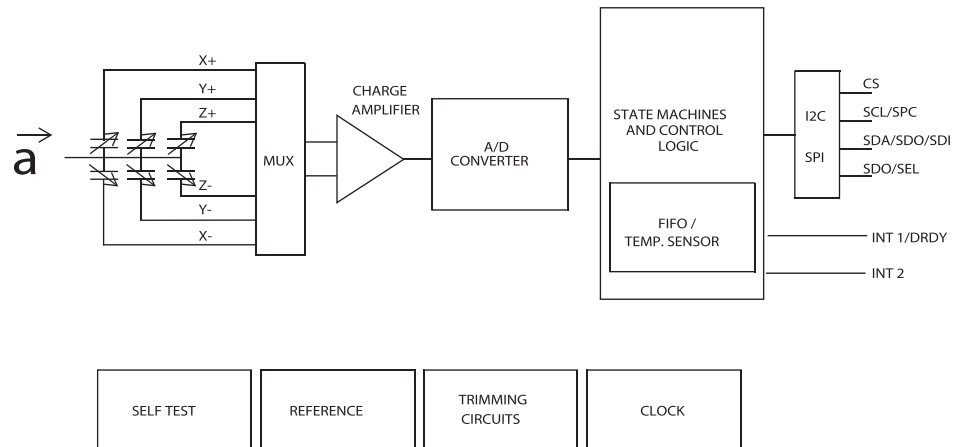 X+
Y+
Z+
a
Z-
Y-
X-
MUX
CHARGE
AMPLIFIER
A/D
CONVERTER
STATE MACHINES
AND CONTROL
LOGIC
FIFO /
TEMP. SENSOR
I2C
SPI
CS
SCL/SPC
SDA/SDO/SDI
SDO/SEL
INT 1/DRDY
INT 2
SELF TEST
REFERENCE
TRIMMING
CIRCUITS
CLOCK